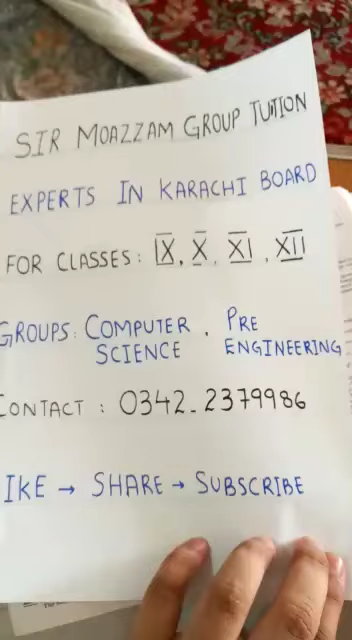 SIR MOAZZAM GROUP TUTION
EXPERTS IN KARACHI BOARD
FOR CLASSES: IX, X, XI, XII
GROUPS: COMPUTER SCIENCE, PRE ENGINEERING
CONTACT: 0342-2379986
IKE → SHARE → SUBSCRIBE